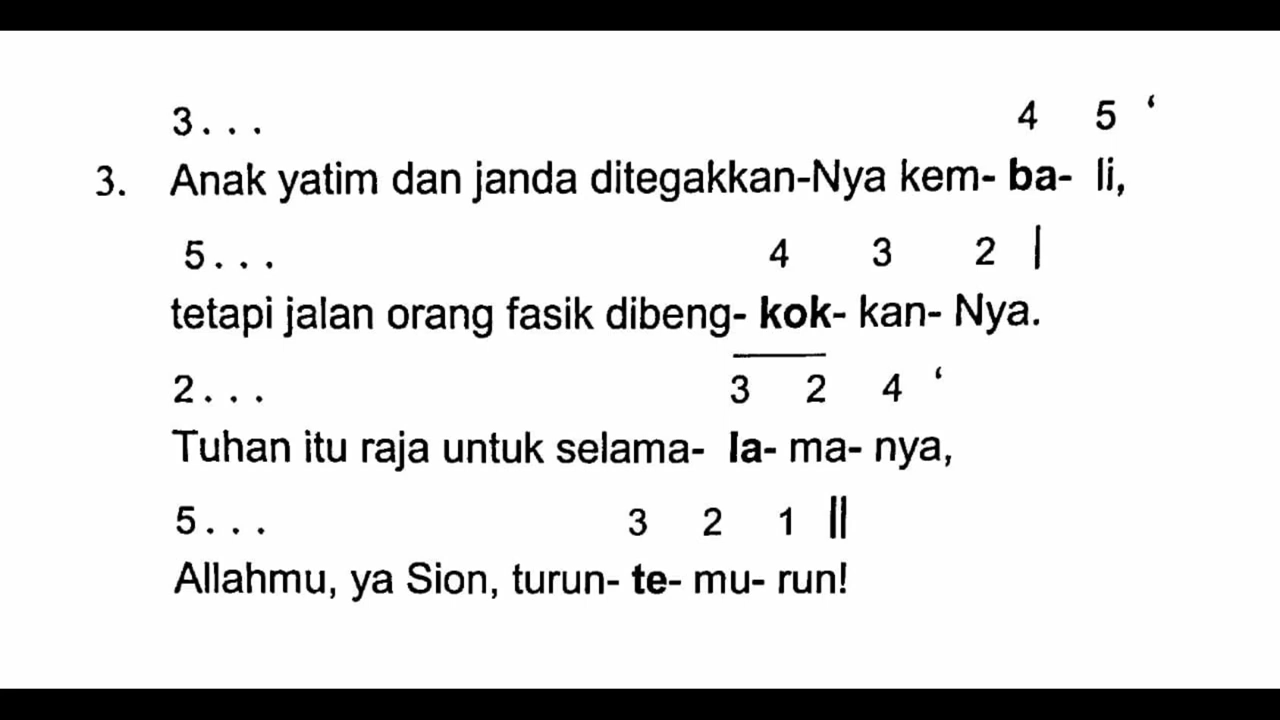 3... 4 5 ‘
3. Anak yatim dan janda ditegakkan-Nya kem- ba- li,
5... 4 3 2 |
tetapi jalan orang fasik dibeng- kok- kan- Nya.
2... 3 2 4 ‘
Tuhan itu raja untuk selama- la- ma- nya,
5... 3 2 1 ||
Allahmu, ya Sion, turun- te- mu- run!